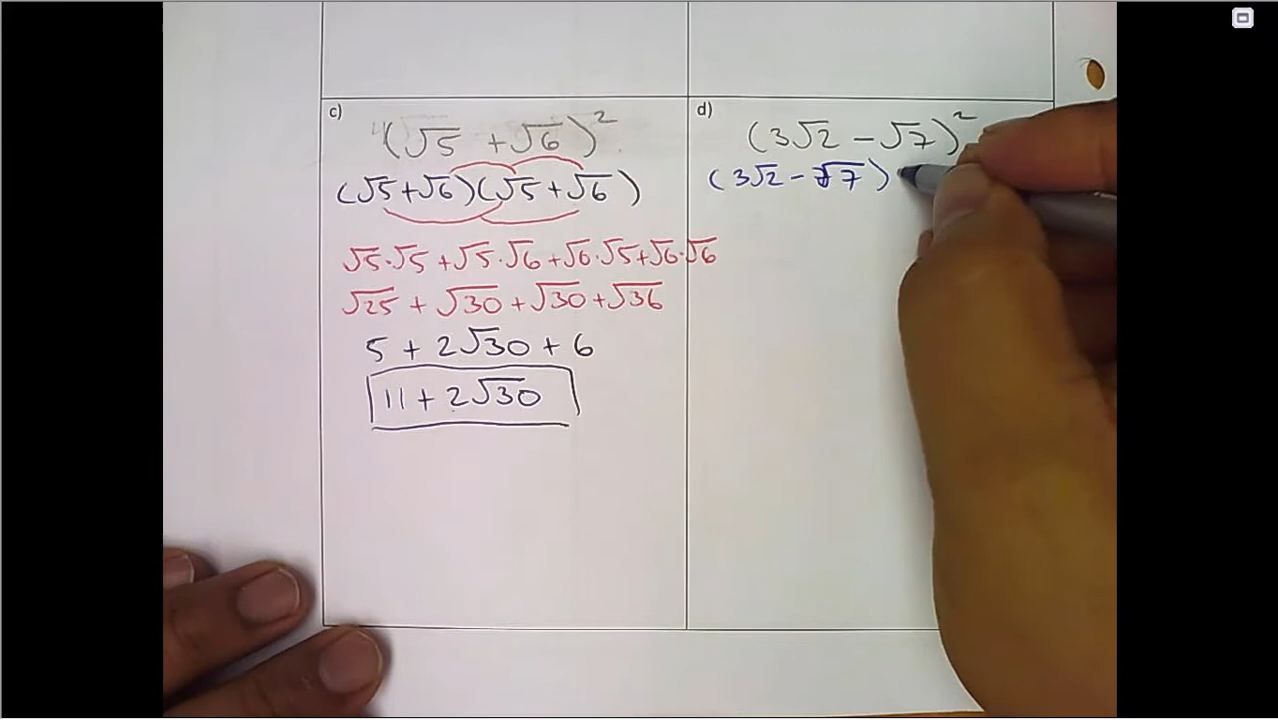 c)
(√5 + √6)²
(√5+√6)(√5+√6)
√5·√5+√5·√6+√6·√5+√6·√6
√25 + √30+√30+√36
5 + 2√30 + 6
11 + 2√30
d)
(3√2 - √7)²
(3√2 - √7)